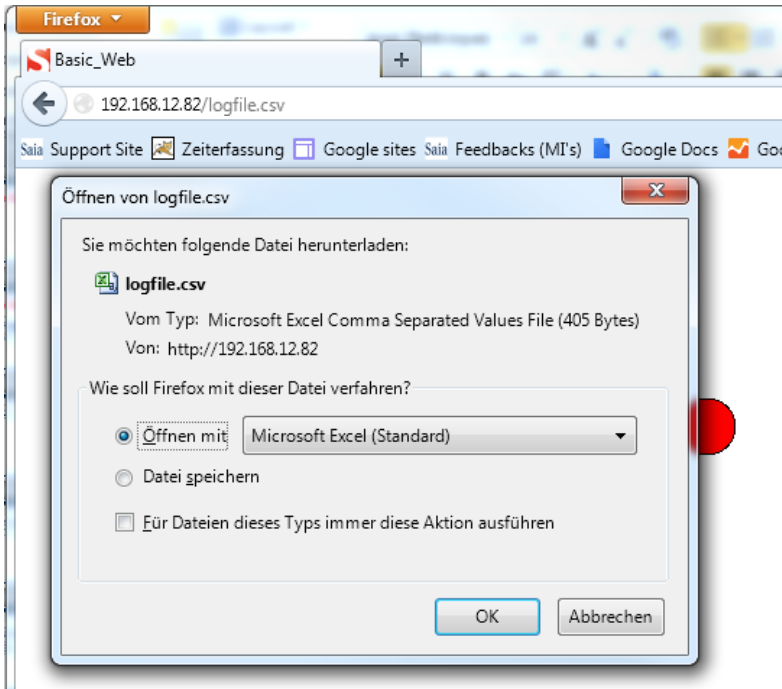 Firefox
Basic_Web
192.168.12.82/logfile.csv
Saia Support Site Zeiterfassung Google sites Saia Feedbacks (MI's) Google Docs
Öffnen von logfile.csv
Sie möchten folgende Datei herunterladen:
logfile.csv
Vom Typ: Microsoft Excel Comma Separated Values File (405 Bytes)
Von: http://192.168.12.82
Wie soll Firefox mit dieser Datei verfahren?
Öffnen mit Microsoft Excel (Standard)
Datei speichern
Für Dateien dieses Typs immer diese Aktion ausführen
OK Abbrechen